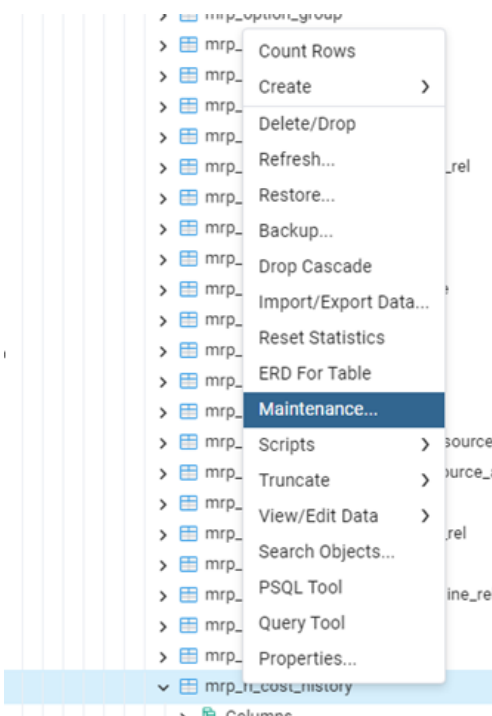 mrp_option_group
mrp_
Count Rows
mrp_
Create
mrp_
mrp_
Delete/Drop
mrp_ _rel
Refresh...
mrp_
Restore...
mrp_
Backup...
mrp_
Drop Cascade
mrp_
Import/Export Data...
mrp_
Reset Statistics
mrp_
ERD For Table
mrp_
mrp_
Maintenance...
mrp_ source
Scripts
mrp_ ource_
Truncate
mrp_
View/Edit Data
mrp_ _rel
Search Objects...
mrp_
PSQL Tool
mrp_ ine_re
Query Tool
mrp_
mrp_
Properties...
mrp_rl_cost_history
Columns